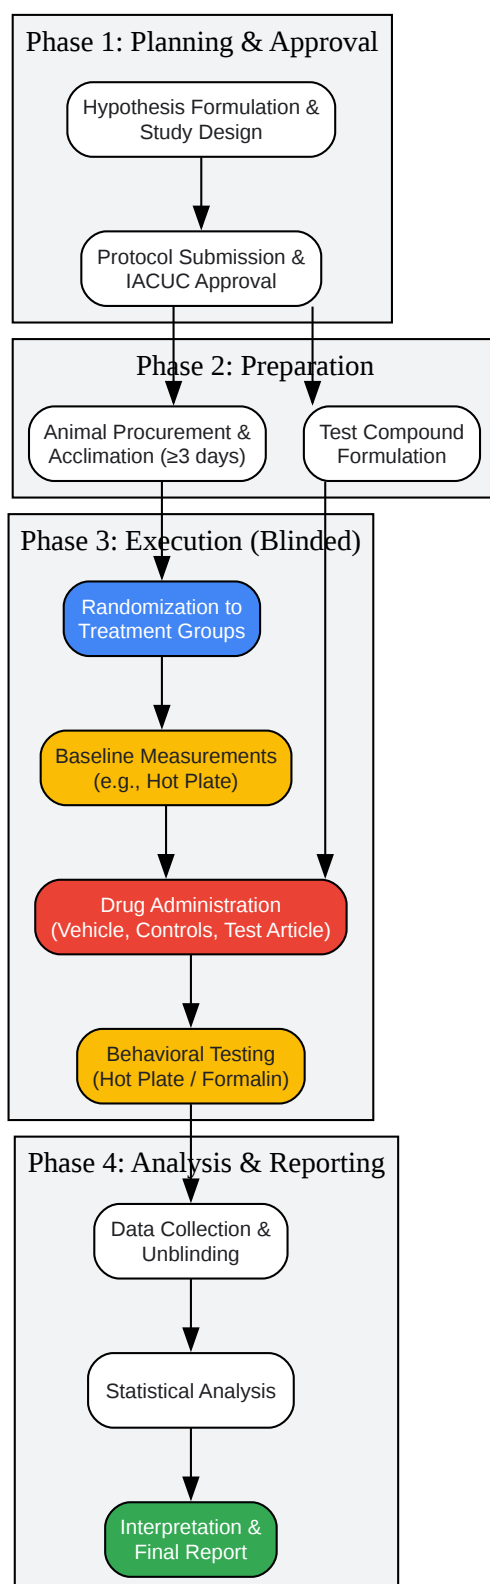 Phase 1: Planning & Approval
Hypothesis Formulation &
Study Design
Protocol Submission &
IACUC Approval
Phase 2: Preparation
Animal Procurement &
Acclimation (≥3 days)
Test Compound
Formulation
Phase 3: Execution (Blinded)
Randomization to
Treatment Groups
Baseline Measurements
(e.g., Hot Plate)
Drug Administration
(Vehicle, Controls, Test Article)
Behavioral Testing
(Hot Plate / Formalin)
Phase 4: Analysis & Reporting
Data Collection &
Unblinding
Statistical Analysis
Interpretation &
Final Report